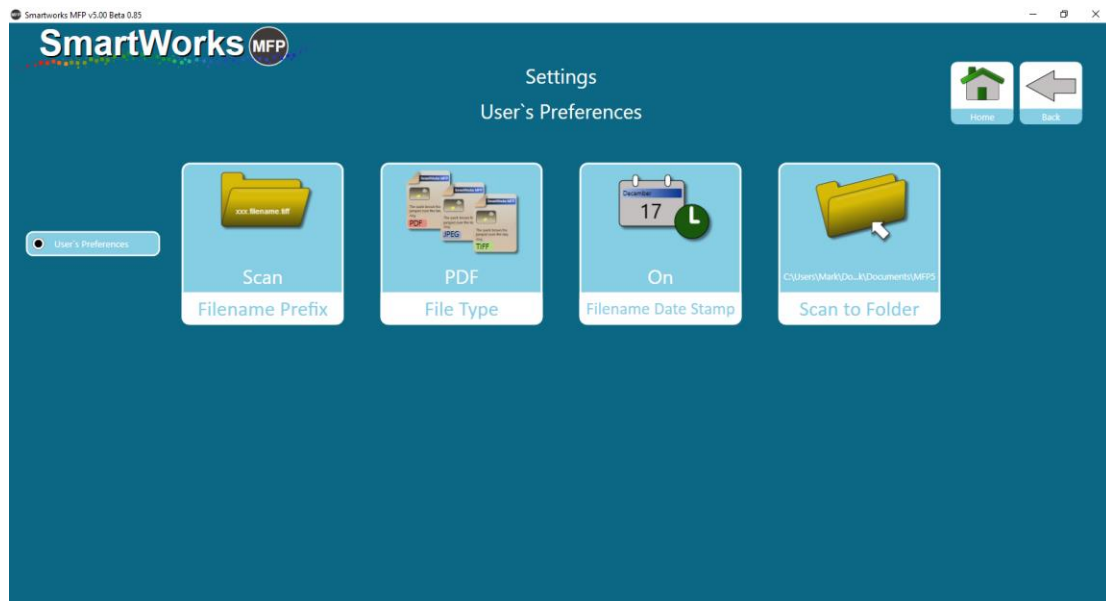 Smartworks MFP v5.00 Beta 0.85
SmartWorks MFP
Settings
User`s Preferences
Home
Back
User`s Preferences
xxx filename tiff
Scan
Filename Prefix
PDF
JPEG
TIFF
PDF
File Type
December
17
On
Filename Date Stamp
C:\Users\Mark\Do...k\Documents\MFP5
Scan to Folder